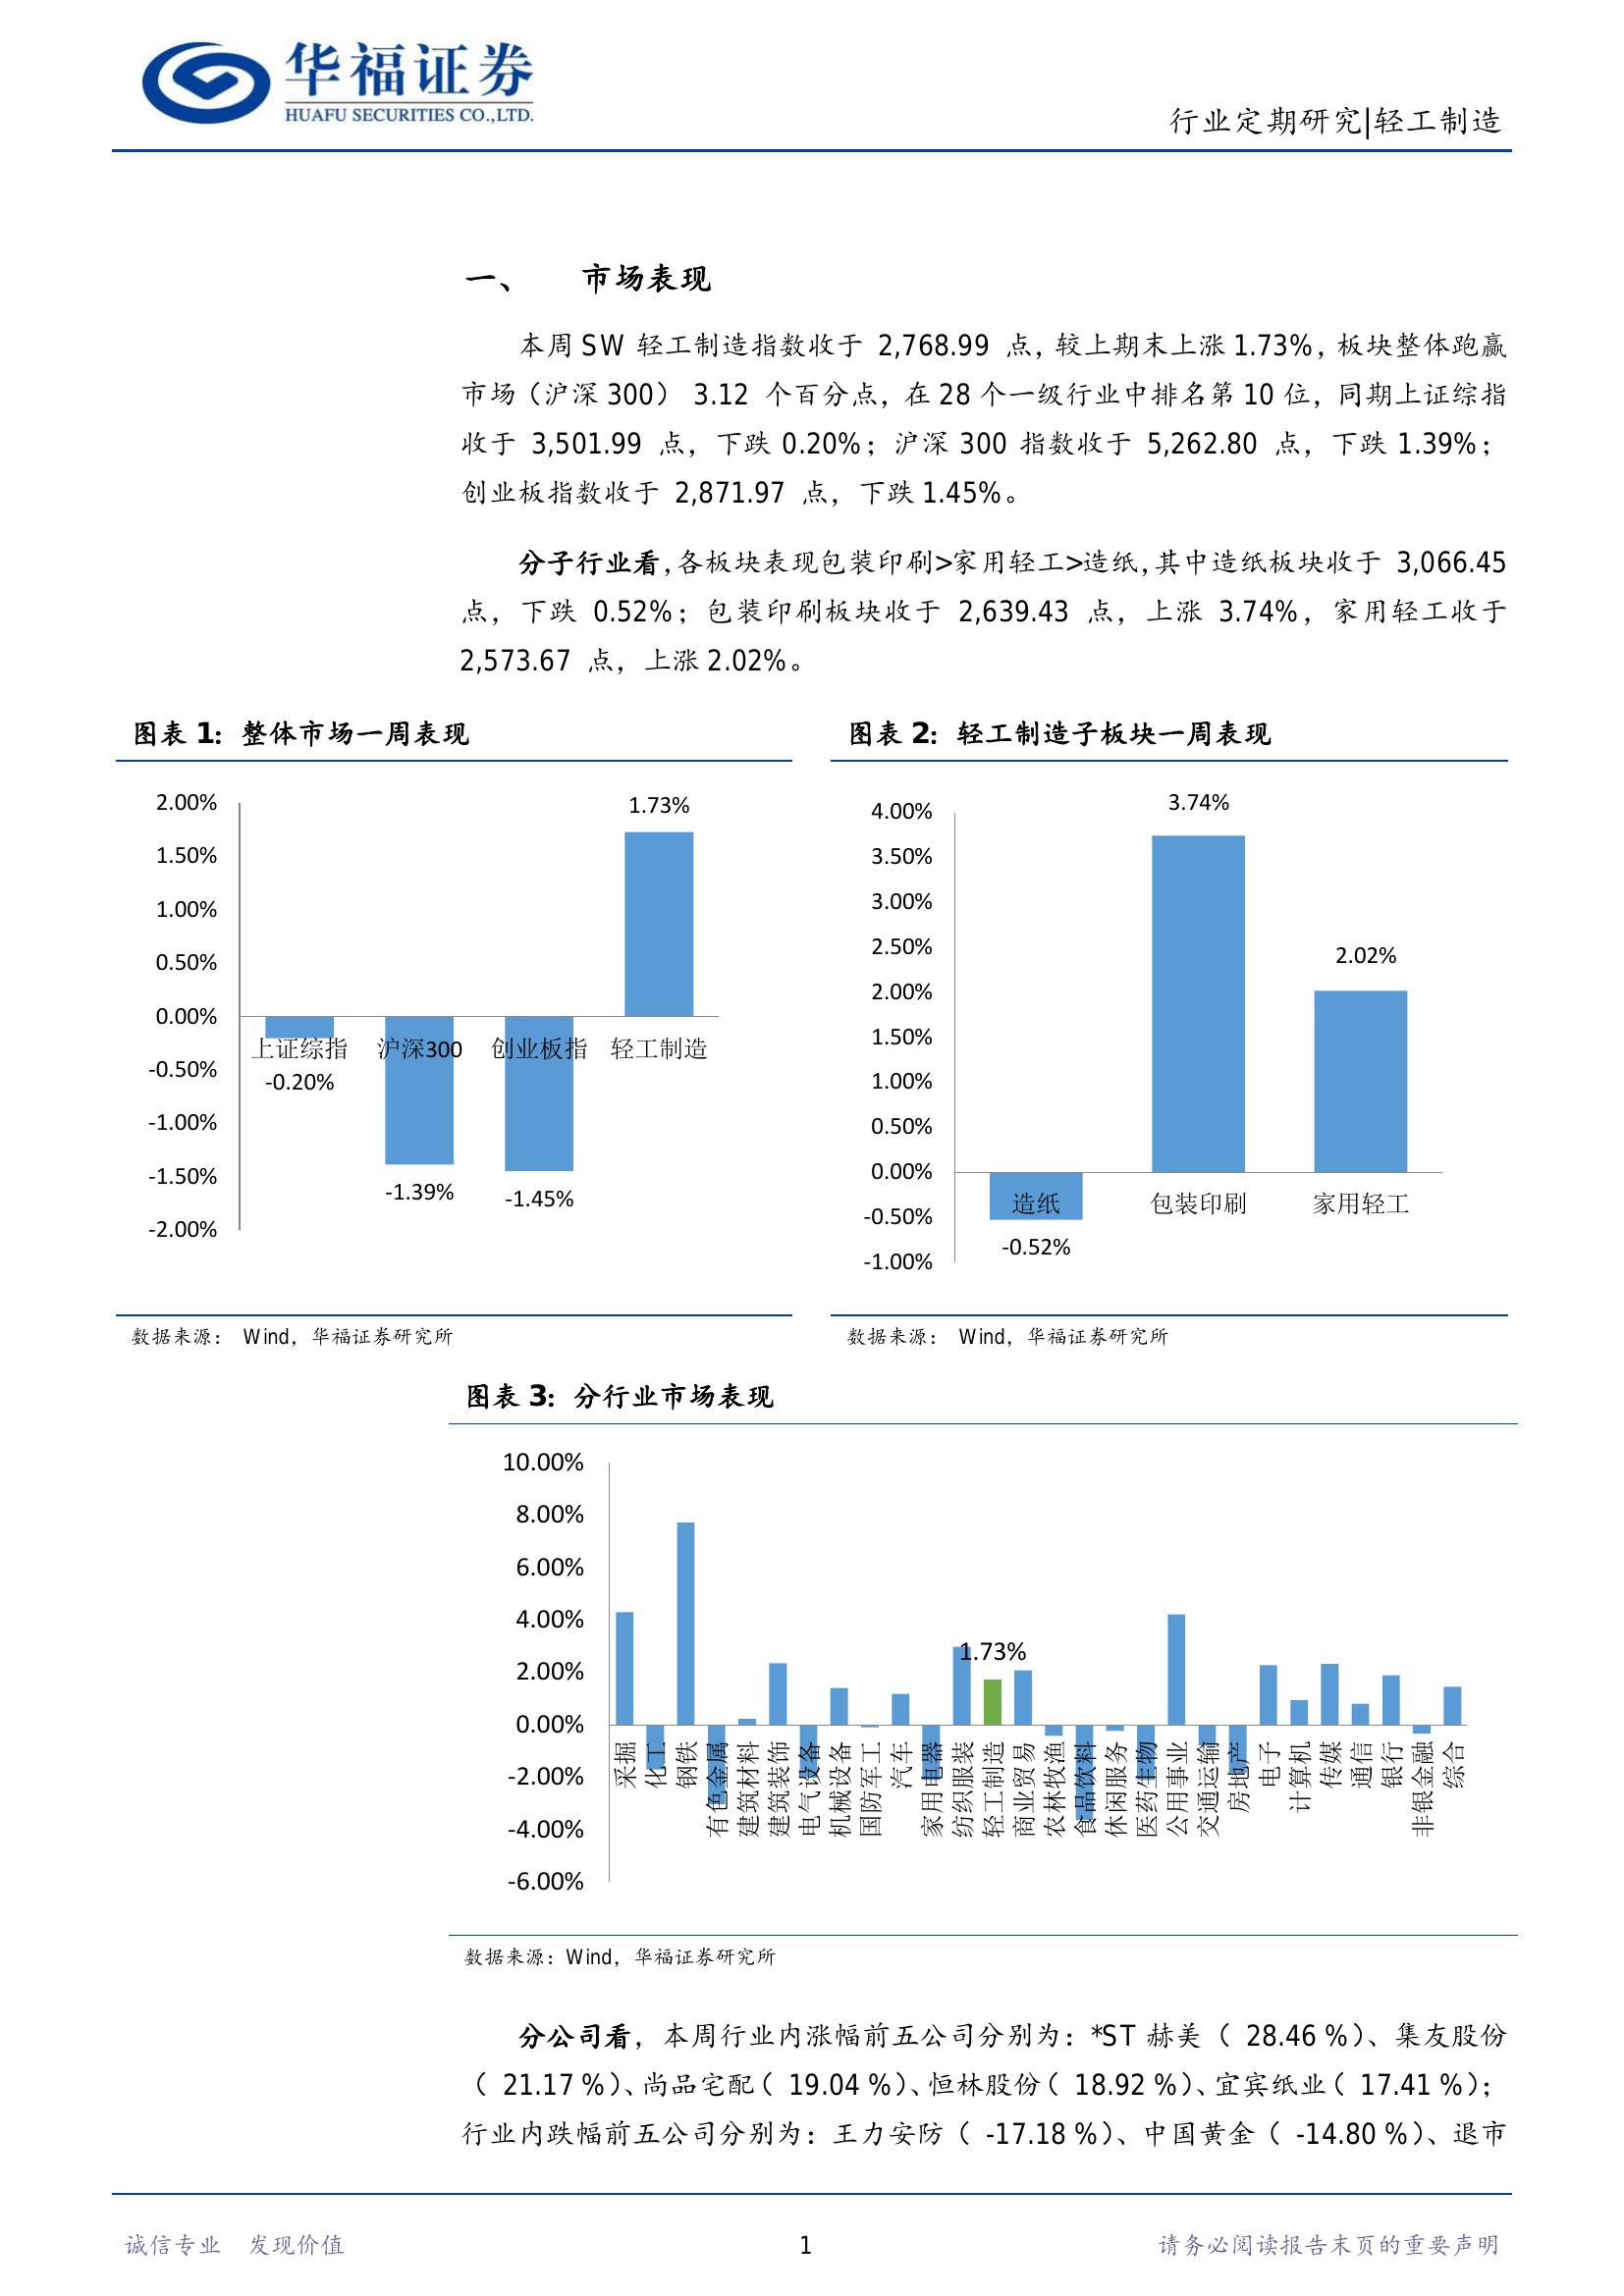 华福证券
HUAFU SECURITIES CO.,LTD.
行业定期研究|轻工制造
一、 市场表现
本周 SW 轻工制造指数收于 2,768.99 点，较上期末上涨 1.73%，板块整体跑赢
市场（沪深 300） 3.12 个百分点，在 28 个一级行业中排名第 10 位，同期上证综指
收于 3,501.99 点，下跌 0.20%；沪深 300 指数收于 5,262.80 点，下跌 1.39%；
创业板指数收于 2,871.97 点，下跌 1.45%。
分子行业看，各板块表现包装印刷>家用轻工>造纸，其中造纸板块收于 3,066.45
点，下跌 0.52%；包装印刷板块收于 2,639.43 点，上涨 3.74%，家用轻工收于
2,573.67 点，上涨 2.02%。
图表 1：整体市场一周表现
2.00%
1.50%
1.00%
0.50%
0.00%
-0.50%
-1.00%
-1.50%
-2.00%
1.73%
上证综指 沪深300 创业板指 轻工制造
-0.20%
-1.39%
-1.45%
数据来源： Wind，华福证券研究所
图表 2：轻工制造子板块一周表现
4.00%
3.50%
3.00%
2.50%
2.00%
1.50%
1.00%
0.50%
0.00%
-0.50%
-1.00%
3.74%
2.02%
造纸 包装印刷 家用轻工
-0.52%
数据来源： Wind，华福证券研究所
图表 3：分行业市场表现
10.00%
8.00%
6.00%
4.00%
2.00%
0.00%
-2.00%
-4.00%
-6.00%
1.73%
采掘
化工
钢铁
有色金属
建筑材料
建筑装饰
电气设备
机械设备
国防军工
汽车
家用电器
纺织服装
轻工制造
商业贸易
农林牧渔
食品饮料
休闲服务
医药生物
公用事业
交通运输
房地产
电子
计算机
传媒
通信
银行
非银金融
综合
数据来源：Wind，华福证券研究所
分公司看，本周行业内涨幅前五公司分别为：*ST 赫美（ 28.46 %）、集友股份
（ 21.17 %）、尚品宅配（ 19.04 %）、恒林股份（ 18.92 %）、宜宾纸业（ 17.41 %）；
行业内跌幅前五公司分别为：王力安防（ -17.18 %）、中国黄金（ -14.80 %）、退市
诚信专业 发现价值 1 请务必阅读报告末页的重要声明